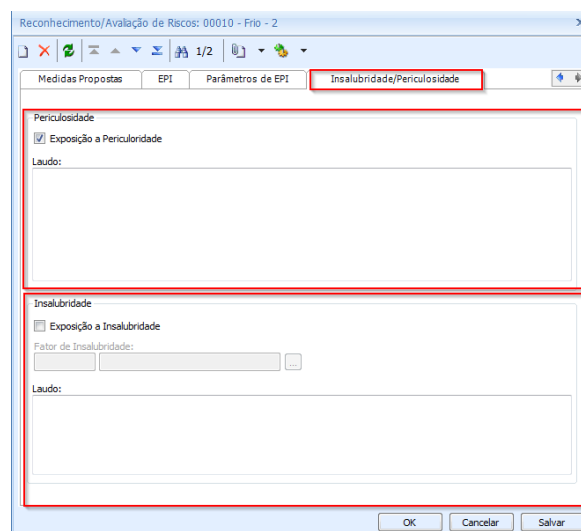 Reconhecimento/Avaliação de Riscos: 00010 - Frio - 2
1/2
Medidas Propostas EPI Parâmetros de EPI Insalubridade/Periculosidade
Periculosidade
Exposição a Periculoridade
Laudo:
Insalubridade
Exposição a Insalubridade
Fator de Insalubridade:
...
Laudo:
OK Cancelar Salvar